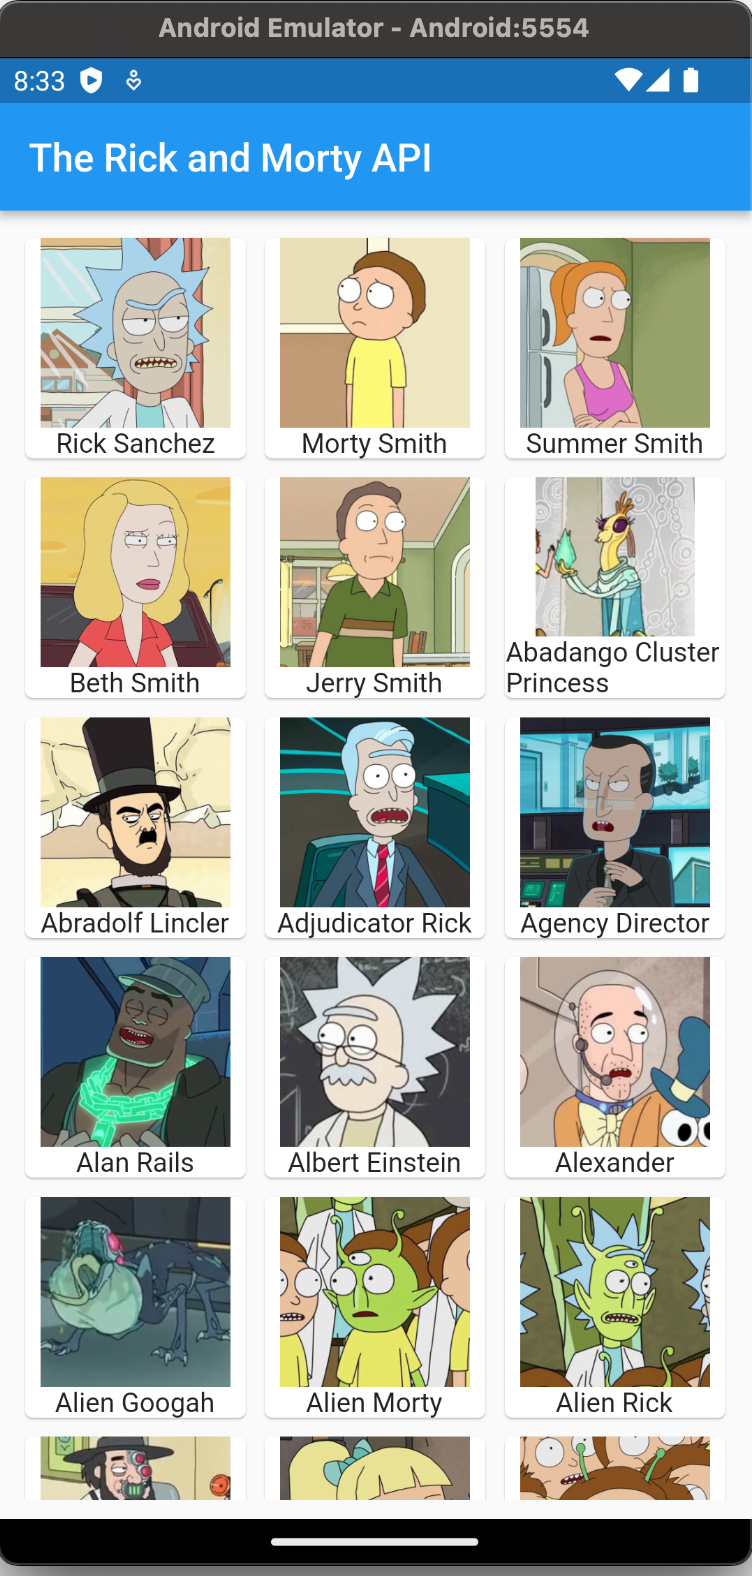 Android Emulator - Android:5554
8:33
The Rick and Morty API
Rick Sanchez
Morty Smith
Summer Smith
Beth Smith
Jerry Smith
Abadango Cluster
Princess
Abradolf Lincler
Adjudicator Rick
Agency Director
Alan Rails
Albert Einstein
Alexander
Alien Googah
Alien Morty
Alien Rick